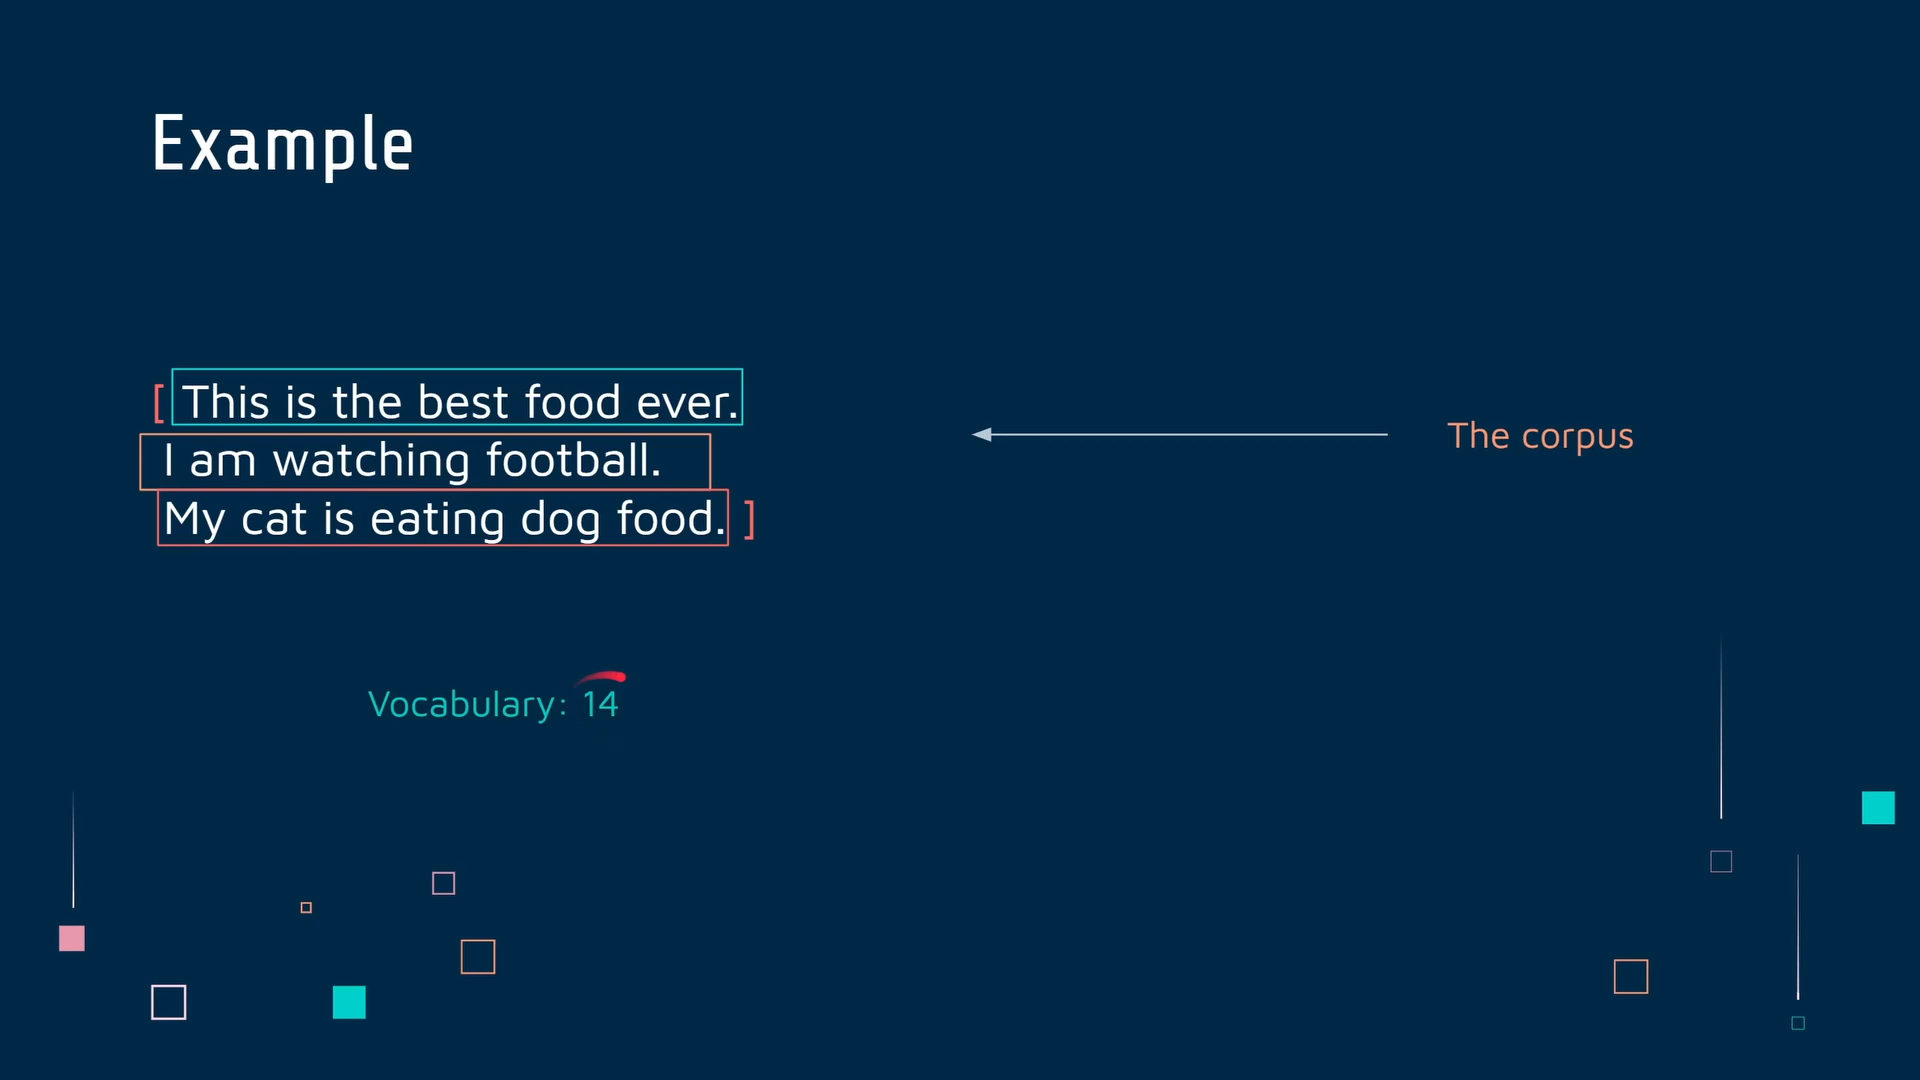 Example
[ This is the best food ever.
I am watching football.
My cat is eating dog food. ]
The corpus
Vocabulary: 14